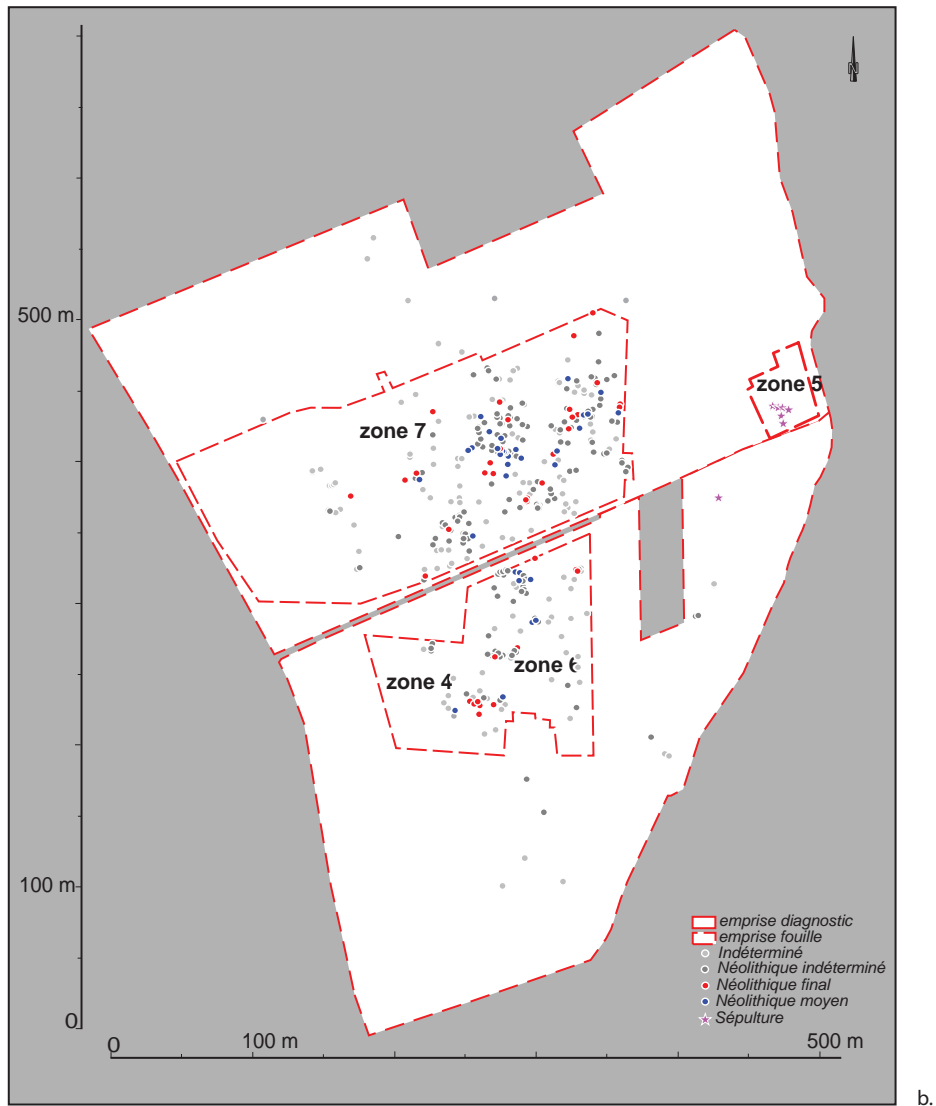 N
500 m
zone 5
zone 7
zone 4
zone 6
100 m
emprise diagnostic
emprise fouille
Indéterminé
Néolithique indéterminé
Néolithique final
Néolithique moyen
Sépulture
0
0
100 m
500 m
b.